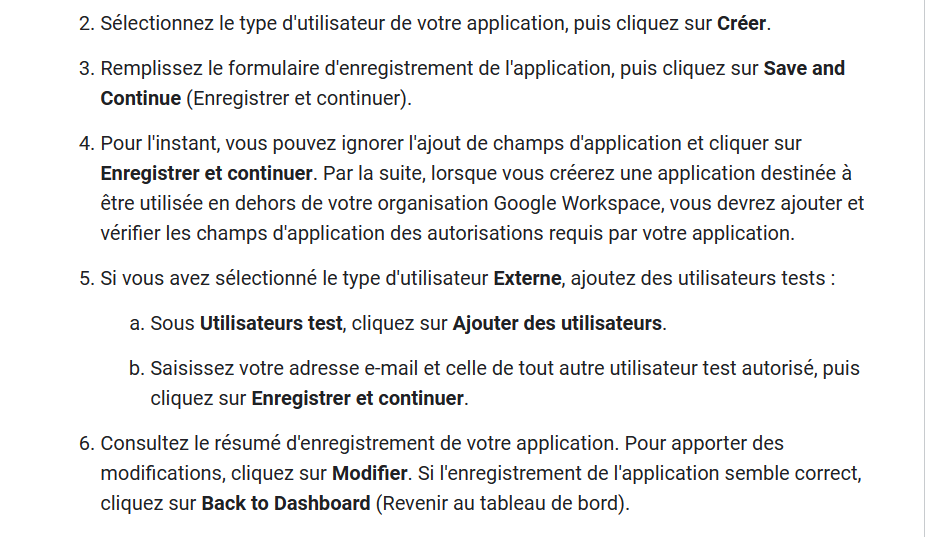 2. Sélectionnez le type d'utilisateur de votre application, puis cliquez sur Créer.
3. Remplissez le formulaire d'enregistrement de l'application, puis cliquez sur Save and
Continue (Enregistrer et continuer).
4. Pour l'instant, vous pouvez ignorer l'ajout de champs d'application et cliquer sur
Enregistrer et continuer. Par la suite, lorsque vous créerez une application destinée à
être utilisée en dehors de votre organisation Google Workspace, vous devrez ajouter et
vérifier les champs d'application des autorisations requis par votre application.
5. Si vous avez sélectionné le type d'utilisateur Externe, ajoutez des utilisateurs tests :
a. Sous Utilisateurs test, cliquez sur Ajouter des utilisateurs.
b. Saisissez votre adresse e-mail et celle de tout autre utilisateur test autorisé, puis
cliquez sur Enregistrer et continuer.
6. Consultez le résumé d'enregistrement de votre application. Pour apporter des
modifications, cliquez sur Modifier. Si l'enregistrement de l'application semble correct,
cliquez sur Back to Dashboard (Revenir au tableau de bord).